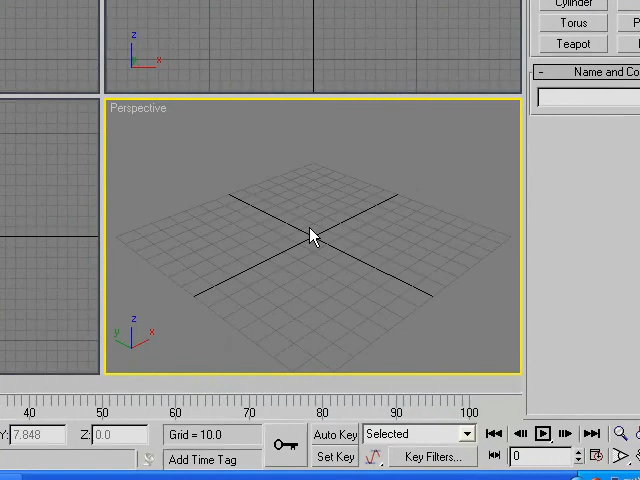 Cylinder
z
x
Torus
P
Teapot
-
Name and Co
Perspective
z
y
x
40
50
60
70
80
90
100
Y: 7.848
Z: 0.0
Grid = 10.0
Auto Key
Selected
Add Time Tag
Set Key
Key Filters...
0